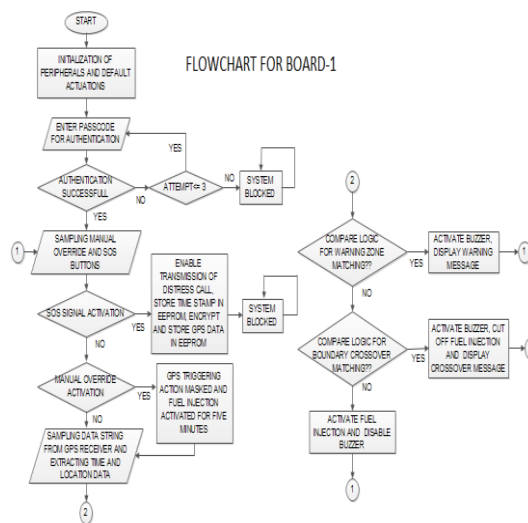 START
FLOWCHART FOR BOARD-1
INITIALIZATION OF
PERIPHERALS AND DEFAULT
ACTUATIONS
ENTER PASSCODE
FOR AUTHENTICATION
YES
AUTHENTICATION
SUCCESSFULL
NO
ATTEMPT<= 3
NO
SYSTEM
BLOCKED
YES
1
SAMPLING MANUAL
OVERRIDE AND SOS
BUTTONS
SOS SIGNAL ACTIVATION
YES
ENABLE
TRANSMISSION OF
DISTRESS CALL,
STORE TIME STAMP IN
EEPROM, ENCRYPT
AND STORE GPS DATA
IN EEPROM
SYSTEM
BLOCKED
NO
MANUAL OVERRIDE
ACTIVATION
YES
GPS TRIGGERING
ACTION MASKED AND
FUEL INJECTION
ACTIVATED FOR FIVE
MINUTES
NO
SAMPLING DATA STRING
FROM GPS RECEIVER AND
EXTRACTING TIME AND
LOCATION DATA
2
2
COMPARE LOGIC
FOR WARNING ZONE
MATCHING??
YES
ACTIVATE BUZZER,
DISPLAY WARNING
MESSAGE
1
NO
COMPARE LOGIC FOR
BOUNDARY CROSSOVER
MATCHING??
YES
ACTIVATE BUZZER, CUT
OFF FUEL INJECTION
AND DISPLAY
CROSSOVER MESSAGE
NO
ACTIVATE FUEL
INJECTION AND DISABLE
BUZZER
1